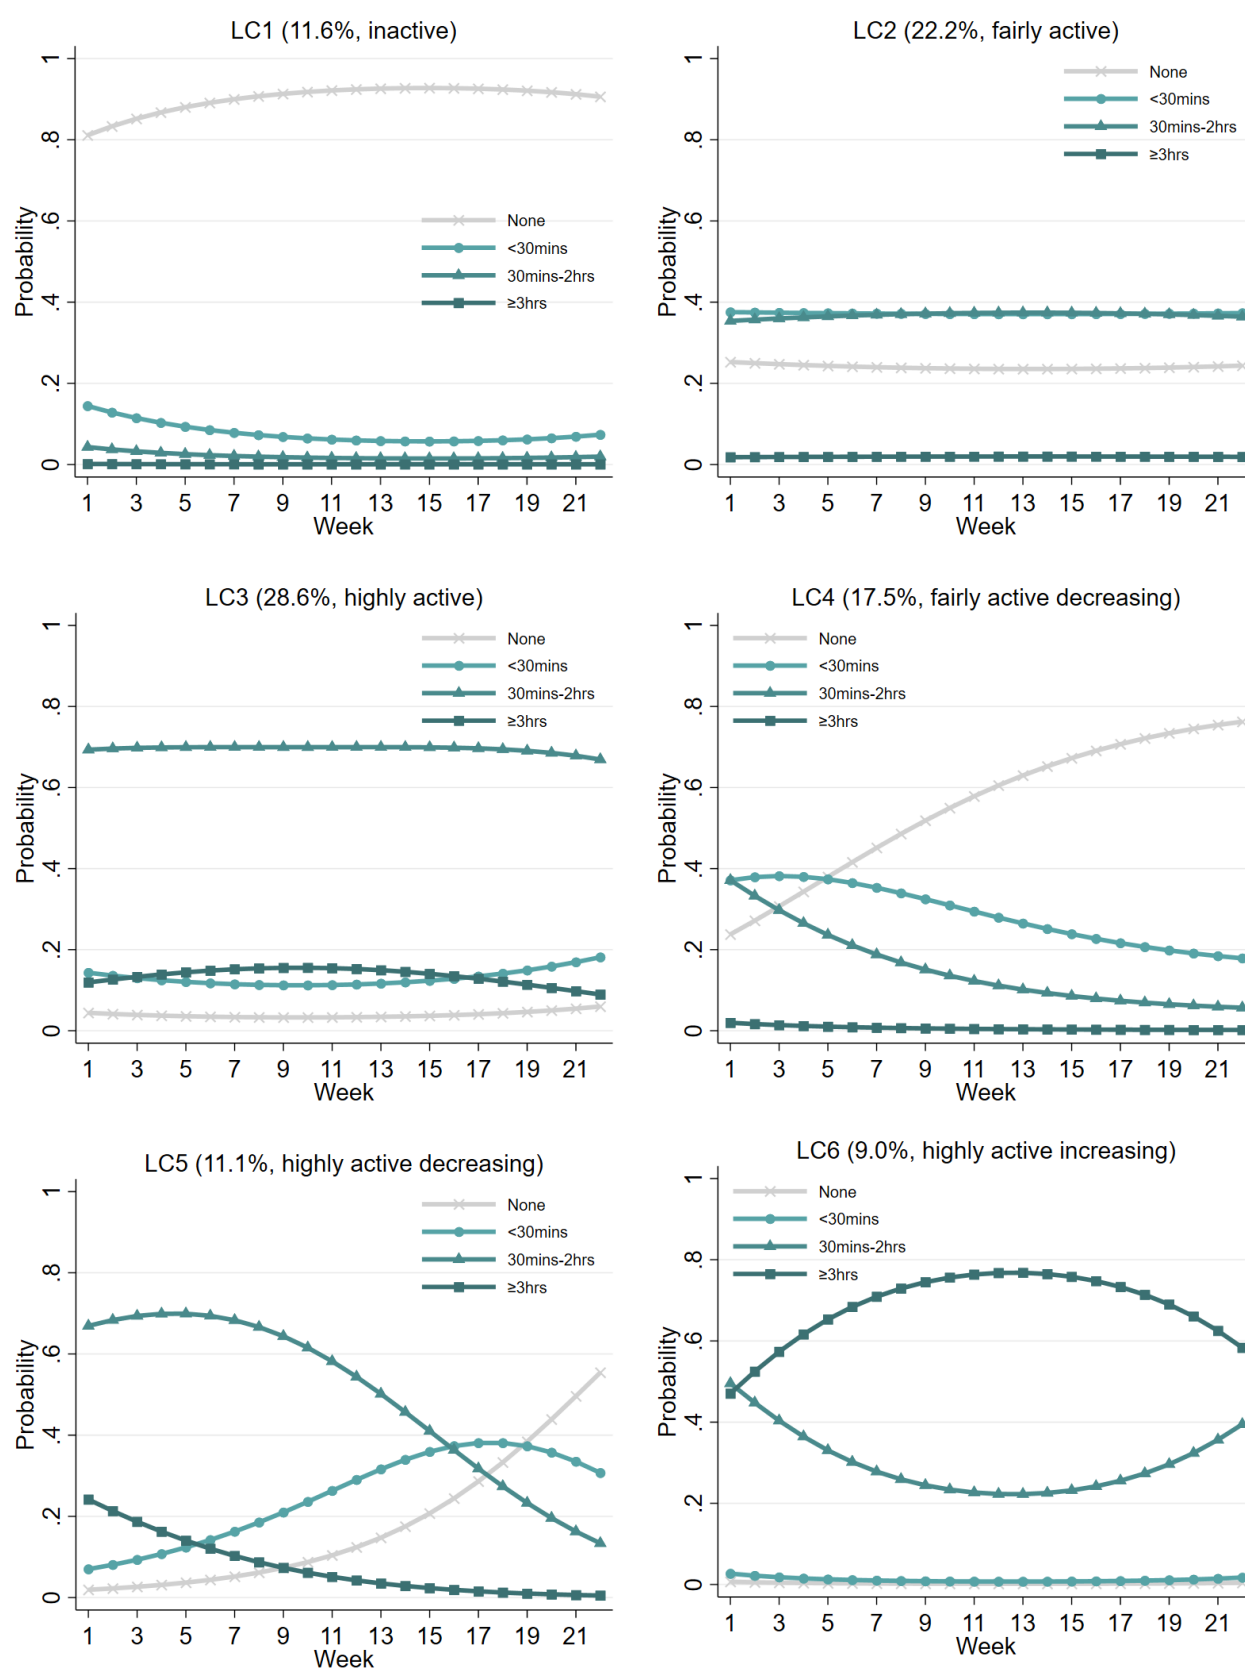 LC1 (11.6%, inactive)
Probability
1
.8
.6
.4
.2
0
None
<30mins
30mins-2hrs
≥3hrs
1 3 5 7 9 11 13 15 17 19 21
Week
LC2 (22.2%, fairly active)
Probability
1
.8
.6
.4
.2
0
None
<30mins
30mins-2hrs
≥3hrs
1 3 5 7 9 11 13 15 17 19 21
Week
LC3 (28.6%, highly active)
Probability
1
.8
.6
.4
.2
0
None
<30mins
30mins-2hrs
≥3hrs
1 3 5 7 9 11 13 15 17 19 21
Week
LC4 (17.5%, fairly active decreasing)
Probability
1
.8
.6
.4
.2
0
None
<30mins
30mins-2hrs
≥3hrs
1 3 5 7 9 11 13 15 17 19 21
Week
LC5 (11.1%, highly active decreasing)
Probability
1
.8
.6
.4
.2
0
None
<30mins
30mins-2hrs
≥3hrs
1 3 5 7 9 11 13 15 17 19 21
Week
LC6 (9.0%, highly active increasing)
Probability
1
.8
.6
.4
.2
0
None
<30mins
30mins-2hrs
≥3hrs
1 3 5 7 9 11 13 15 17 19 21
Week